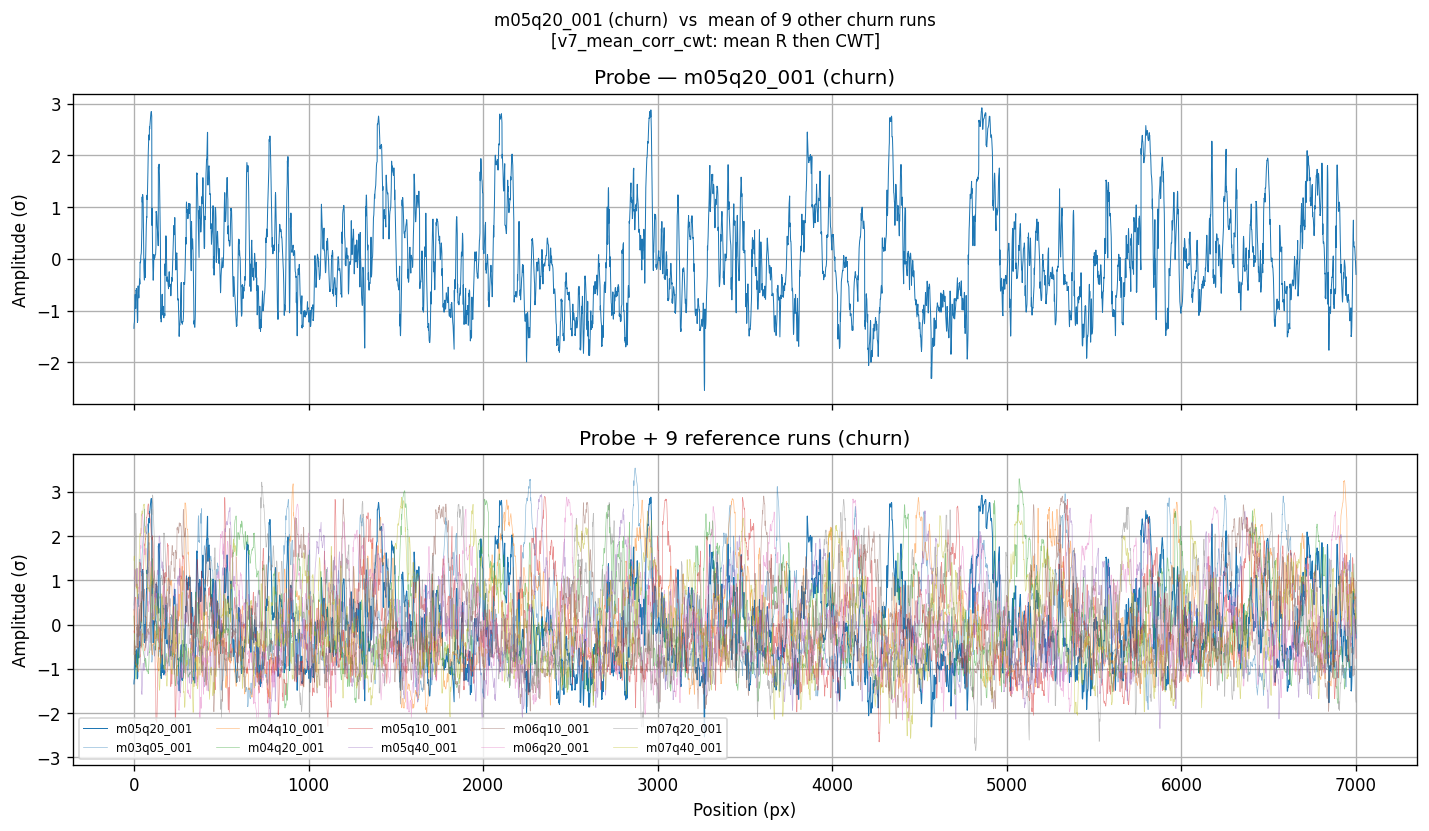 m05q20_001 (churn)  vs  mean of 9 other churn runs
[v7_mean_corr_cwt: mean R then CWT]
Probe — m05q20_001 (churn)
3
2
1
0
−1
−2
Amplitude (σ)
Probe + 9 reference runs (churn)
3
2
1
0
−1
−2
−3
Amplitude (σ)
m05q20_001 m04q10_001 m05q10_001 m06q10_001 m07q20_001
m03q05_001 m04q20_001 m05q40_001 m06q20_001 m07q40_001
0 1000 2000 3000 4000 5000 6000 7000
Position (px)